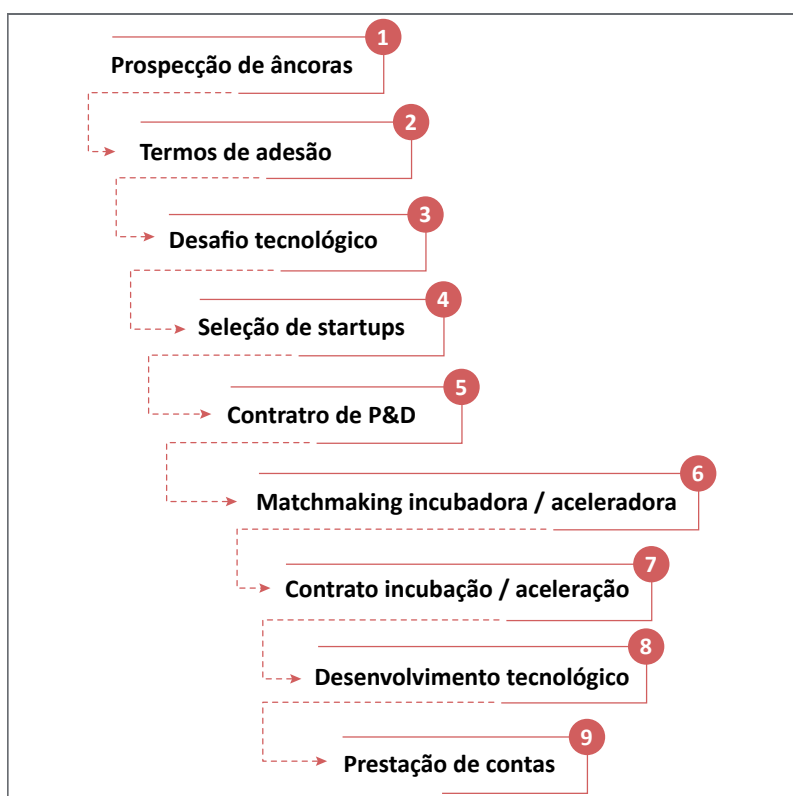 1
Prospecção de âncoras
2
Termos de adesão
3
Desafio tecnológico
4
Seleção de startups
5
Contratro de P&D
6
Matchmaking incubadora / aceleradora
7
Contrato incubação / aceleração
8
Desenvolvimento tecnológico
9
Prestação de contas